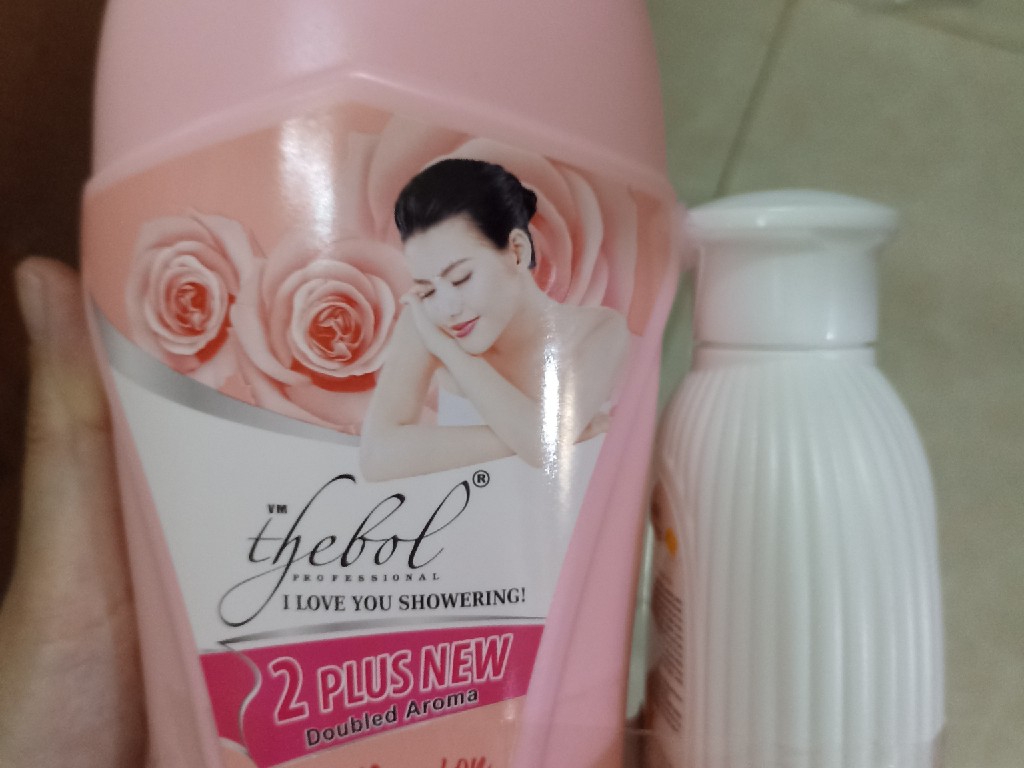 VM
thebol®
PROFESSIONAL
I LOVE YOU SHOWERING!
2 PLUS NEW
Doubled Aroma